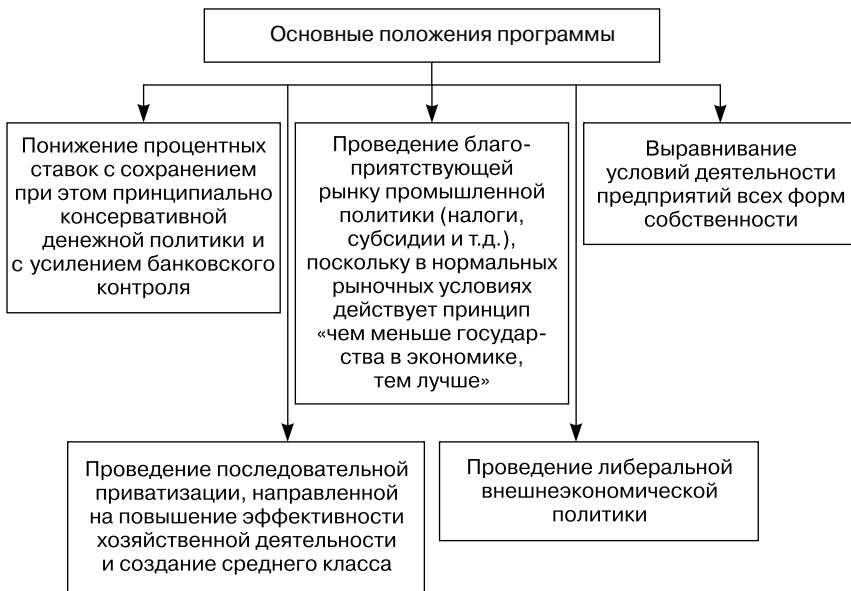 Основные положения программы
Понижение процентных
ставок с сохранением
при этом принципиально
консервативной
денежной политики и
с усилением банковского
контроля
Проведение благо-
приятствующей
рынку промышленной
политики (налоги,
субсидии и т.д.),
поскольку в нормальных
рыночных условиях
действует принцип
«чем меньше государ-
ства в экономике,
тем лучше»
Выравнивание
условий деятельности
предприятий всех форм
собственности
Проведение последовательной
приватизации, направленной
на повышение эффективности
хозяйственной деятельности
и создание среднего класса
Проведение либеральной
внешнеэкономической
политики